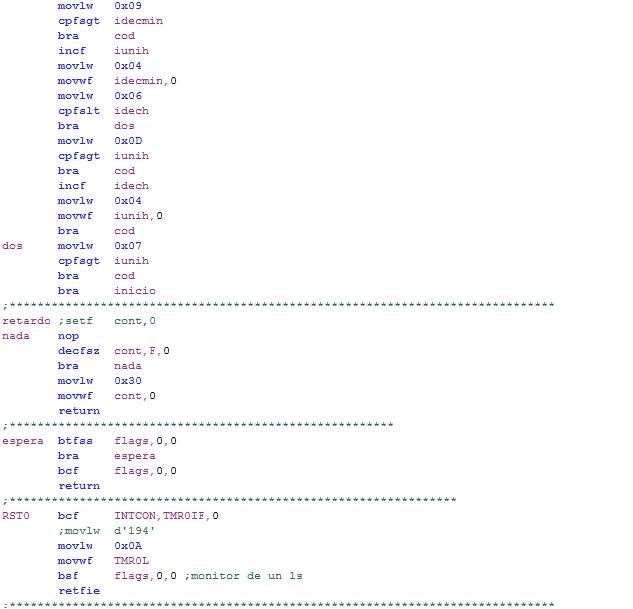 movlw 0x09
cpfsgt idecmin
bra cod
incf iunih
movlw 0x04
movwf idecmin,0
movlw 0x06
cpfslt idech
bra dos
movlw 0x0D
cpfsgt iunih
bra cod
incf idech
movlw 0x04
movwf iunih,0
bra cod
dos movlw 0x07
cpfsgt iunih
bra cod
bra inicio
;******************************************************************************
retardo ;setf cont,0
nada nop
decfsz cont,F,0
bra nada
movlw 0x30
movwf cont,0
return
;*******************************************************
espera btfss flags,0,0
bra espera
bcf flags,0,0
return
;****************************************************************
RST0 bcf INTCON,TMR0IF,0
;movlw d'194'
movlw 0x0A
movwf TMR0L
bsf flags,0,0 ;monitor de un 1s
retfie
;******************************************************************************